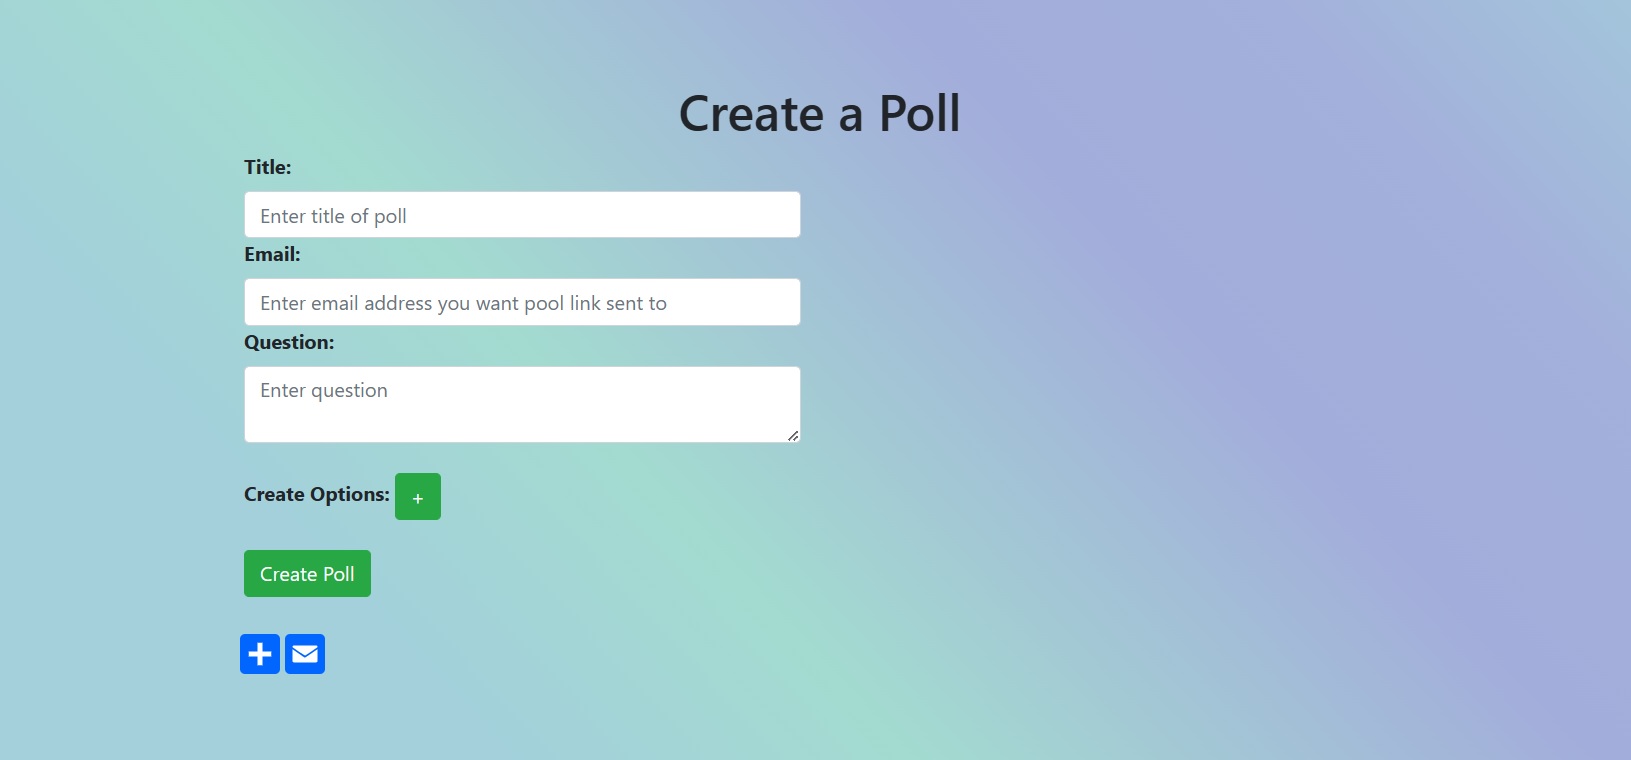 Create a Poll
Title:
Enter title of poll
Email:
Enter email address you want pool link sent to
Question:
Enter question
Create Options: +
Create Poll